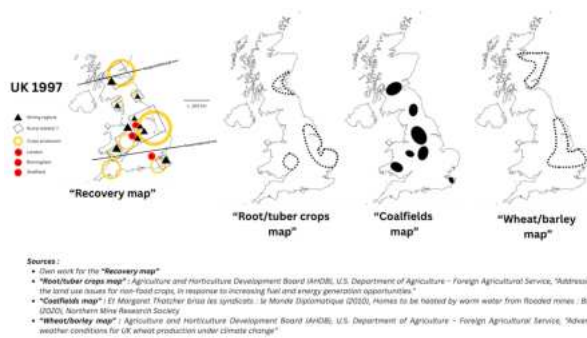 UK 1997
Mining regions
London
Birmingham
Sheffield
"Recovery map"
"Root/tuber crops
map"
"Coalfields
map"
"Wheat/barley
map"
Sources :
Own work for the "Recovery map"
"Root/tuber crops map" : Agriculture and Horticulture Development Board (AHDB), U.S. Department of Agriculture – Foreign Agricultural Service, "Address
the land use issues for non-food crops, in response to increasing fuel and energy generation opportunities."
"Coalfields map" : Et Margaret Thatcher brisa les syndicats : le Monde Diplomatique (2010), Homes to be heated by warm water from flooded mines : B
(2020), Northern Mine Research Society
"Wheat/barley map" : Agriculture and Horticulture Development Board (AHDB), U.S. Department of Agriculture – Foreign Agricultural Service, "Adver
weather conditions for UK wheat production under climate change"